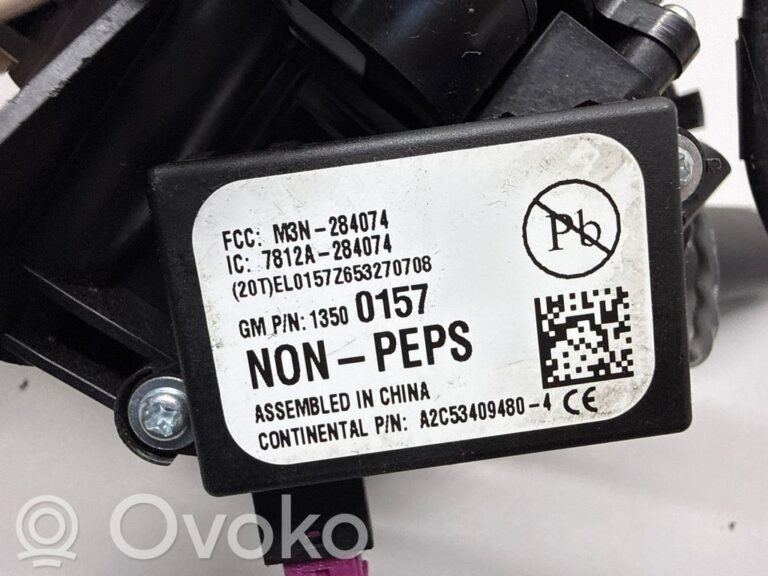 FCC: M3N-284074
IC: 7812A-284074
(20T)EL0157Z653270708
GM P/N: 1350 0157
NON-PEPS
ASSEMBLED IN CHINA
CONTINENTAL P/N: A2C53409480-4 CE
Pb
Ovoko